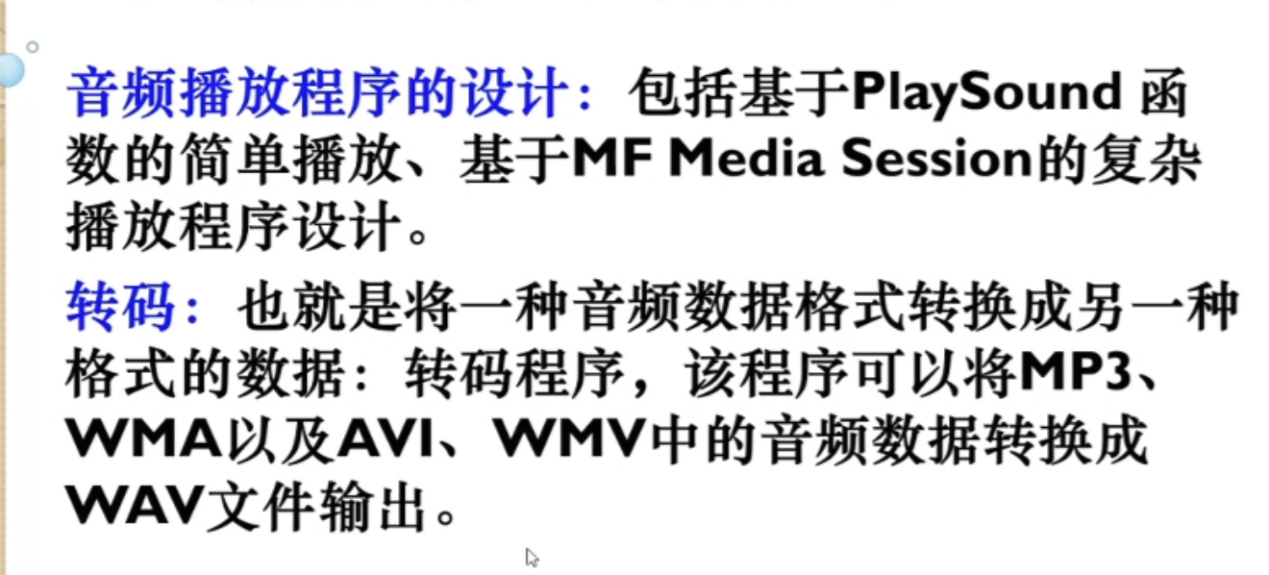 音频播放程序的设计：包括基于PlaySound 函
数的简单播放、基于MF Media Session的复杂
播放程序设计。
转码：也就是将一种音频数据格式转换成另一种
格式的数据：转码程序，该程序可以将MP3、
WMA以及AVI、WMV中的音频数据转换成
WAV文件输出。